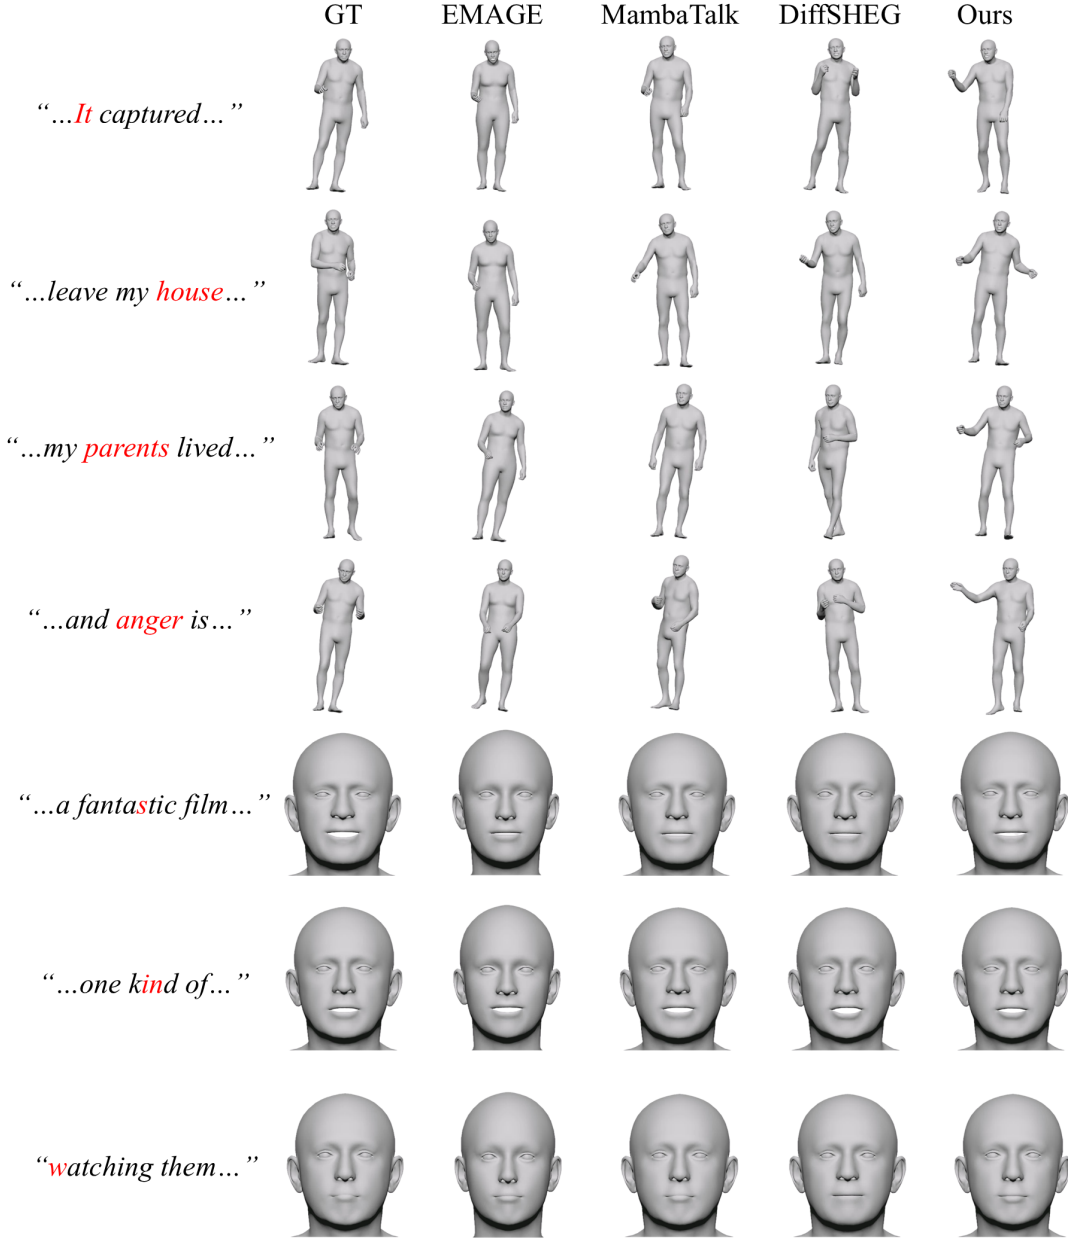 GT EMAGE MambaTalk DiffSHEG Ours
“…It captured…”
“…leave my house…”
“…my parents lived…”
“…and anger is…”
“…a fantastic film…”
“…one kind of…”
“watching them…”